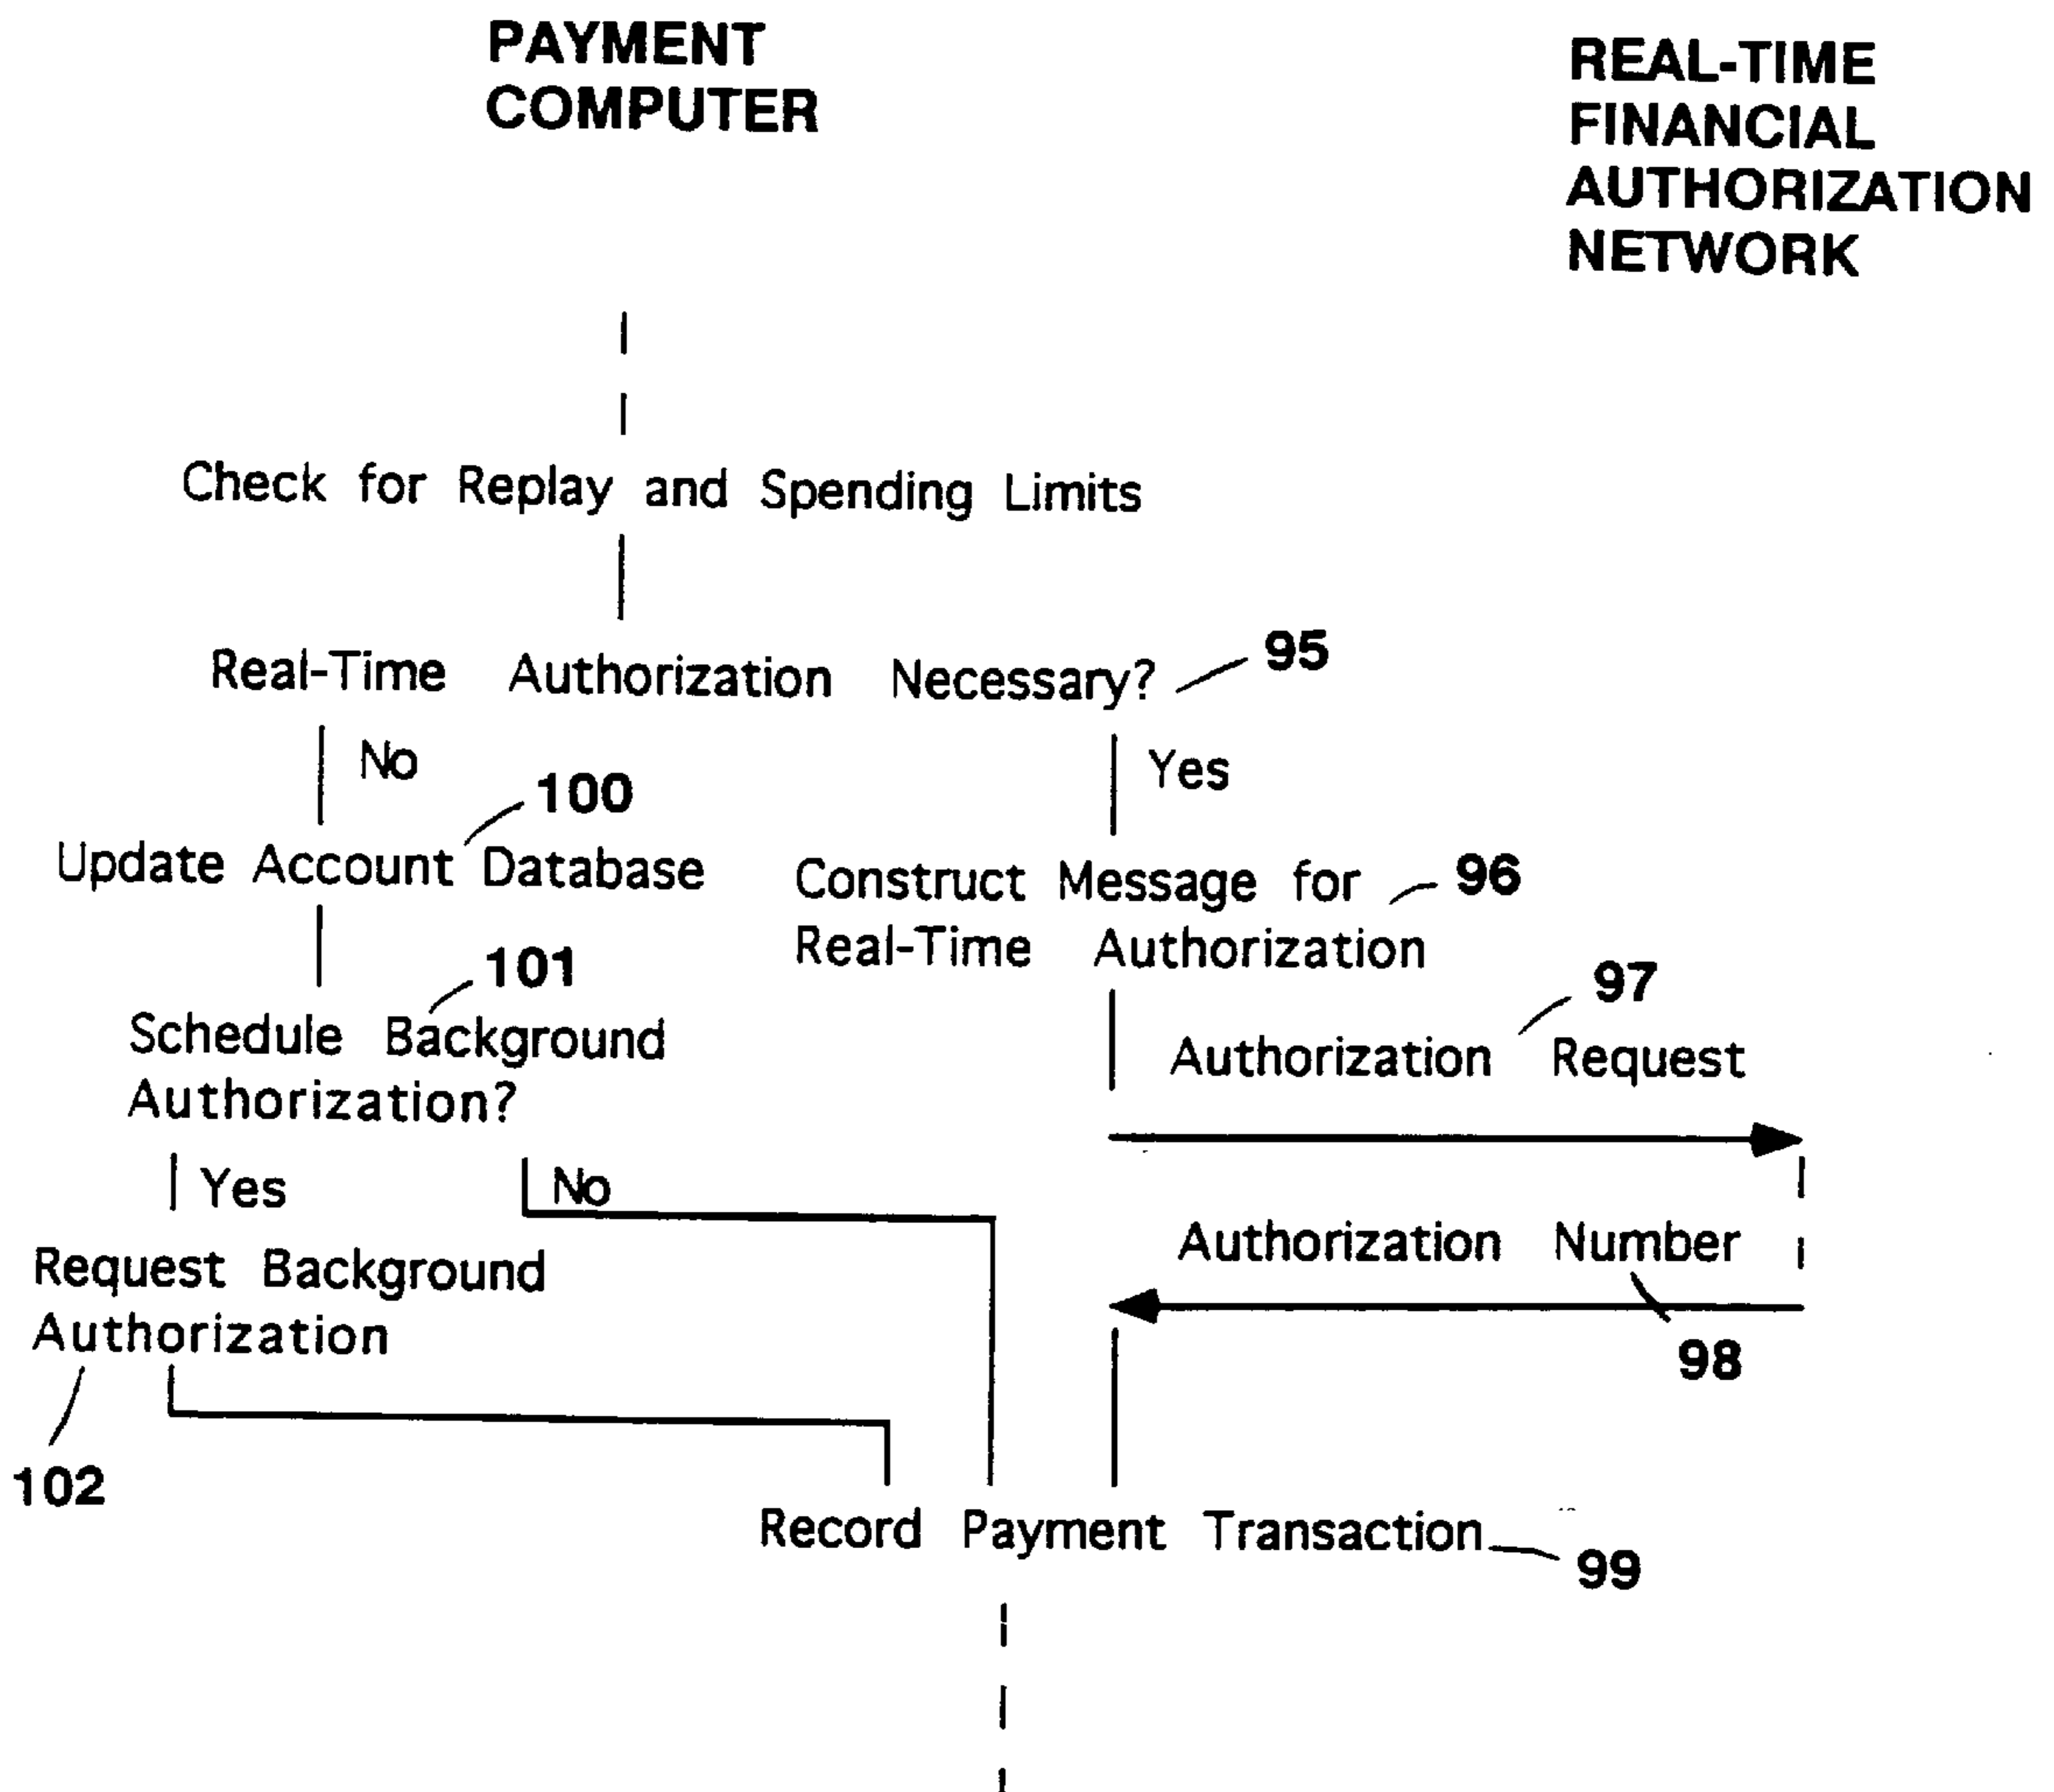 PAYMENT
COMPUTER
REAL-TIME
FINANCIAL
AUTHORIZATION
NETWORK
Check for Replay and Spending Limits
Real-Time Authorization Necessary?
95
No
Yes
100
Update Account Database
Construct Message for
Real-Time Authorization
96
101
Schedule Background
Authorization?
97
Authorization Request
Yes
No
Request Background
Authorization
Authorization Number
98
102
Record Payment Transaction
99